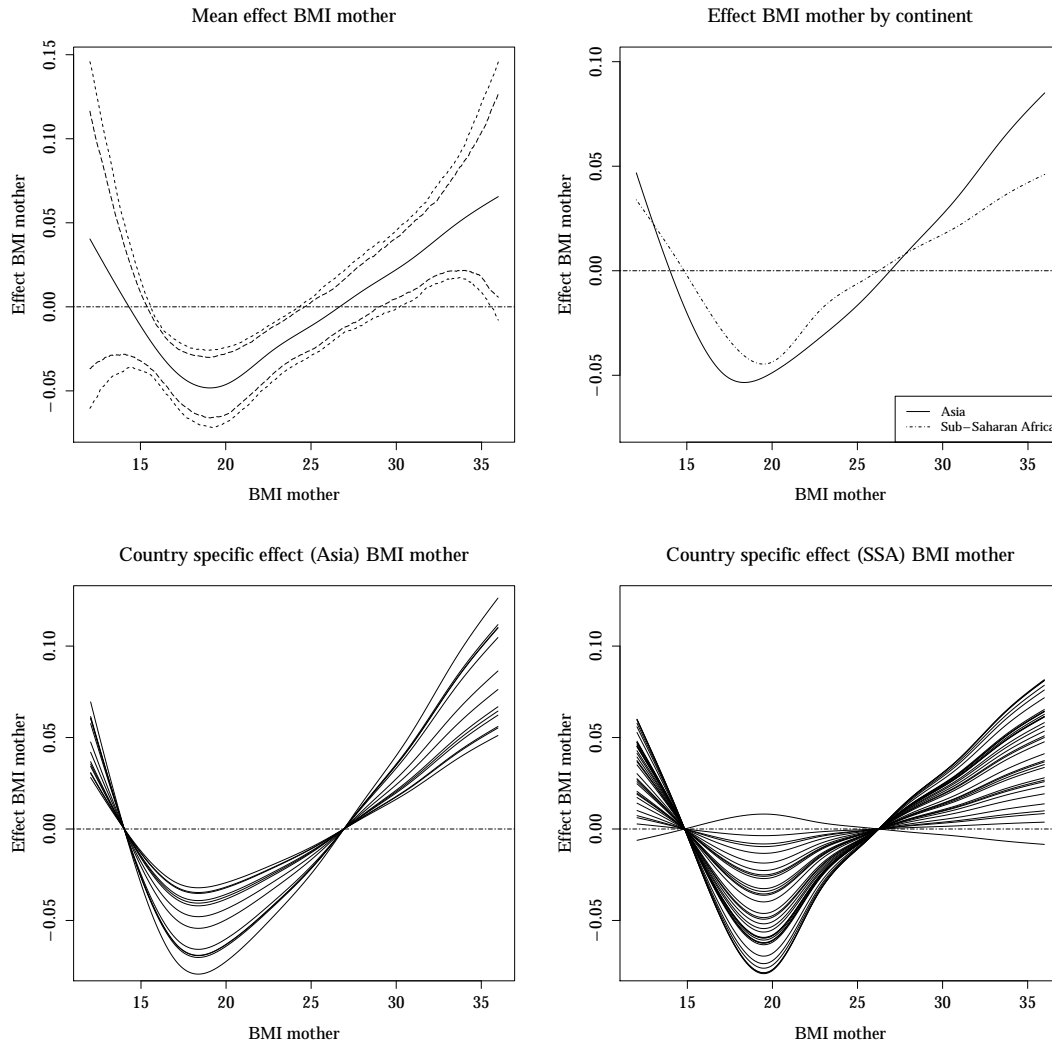 Mean effect BMI mother
Effect BMI mother
0.15
0.10
0.05
0.00
−0.05
15 20 25 30 35
BMI mother
Effect BMI mother by continent
Effect BMI mother
0.10
0.05
0.00
−0.05
15 20 25 30 35
BMI mother
Asia
Sub−Saharan Africa
Country specific effect (Asia) BMI mother
Effect BMI mother
0.10
0.05
0.00
−0.05
15 20 25 30 35
BMI mother
Country specific effect (SSA) BMI mother
Effect BMI mother
0.10
0.05
0.00
−0.05
15 20 25 30 35
BMI mother